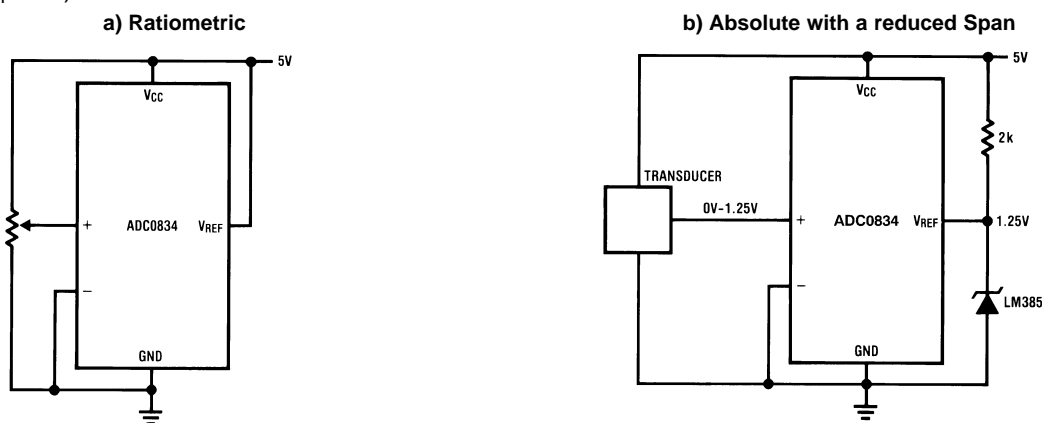 a) Ratiometric
5V
VCC
+
ADC0834
VREF
−
GND
b) Absolute with a reduced Span
5V
VCC
2k
TRANSDUCER
0V–1.25V
+
ADC0834
VREF
1.25V
−
LM385
GND